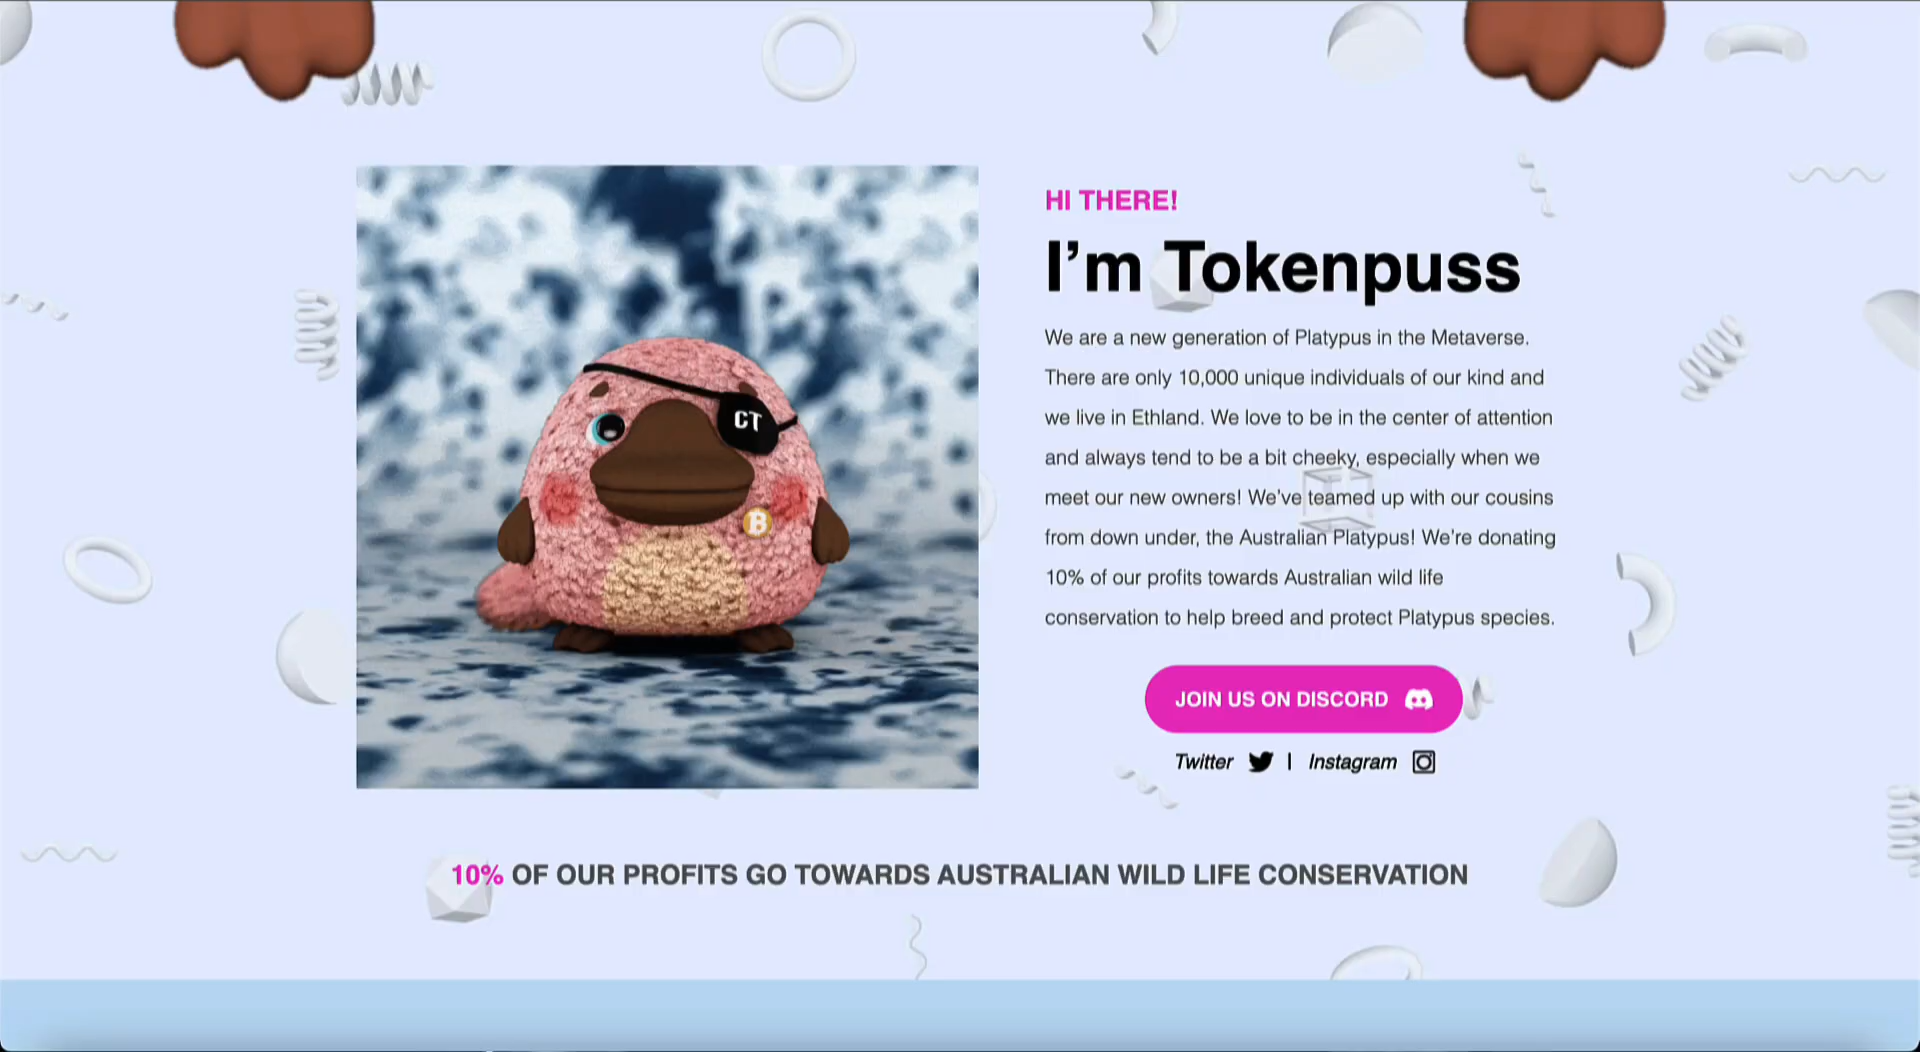 HI THERE!
I'm Tokenpuss
We are a new generation of Platypus in the Metaverse.
There are only 10,000 unique individuals of our kind and
we live in Ethland. We love to be in the center of attention
and always tend to be a bit cheeky, especially when we
meet our new owners! We've teamed up with our cousins
from down under, the Australian Platypus! We're donating
10% of our profits towards Australian wild life
conservation to help breed and protect Platypus species.
CT
B
JOIN US ON DISCORD
Twitter | Instagram
10% OF OUR PROFITS GO TOWARDS AUSTRALIAN WILD LIFE CONSERVATION